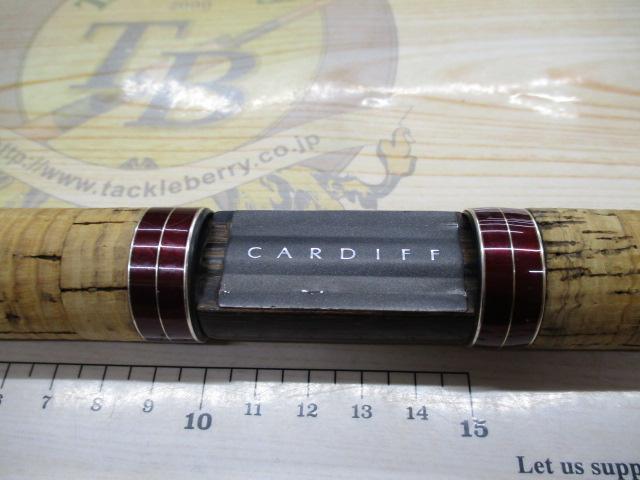 2000
TB
http://www.tackleberry.co.jp
CARDIFF
7 8 9 10 11 12 13 14 15
Let us supp